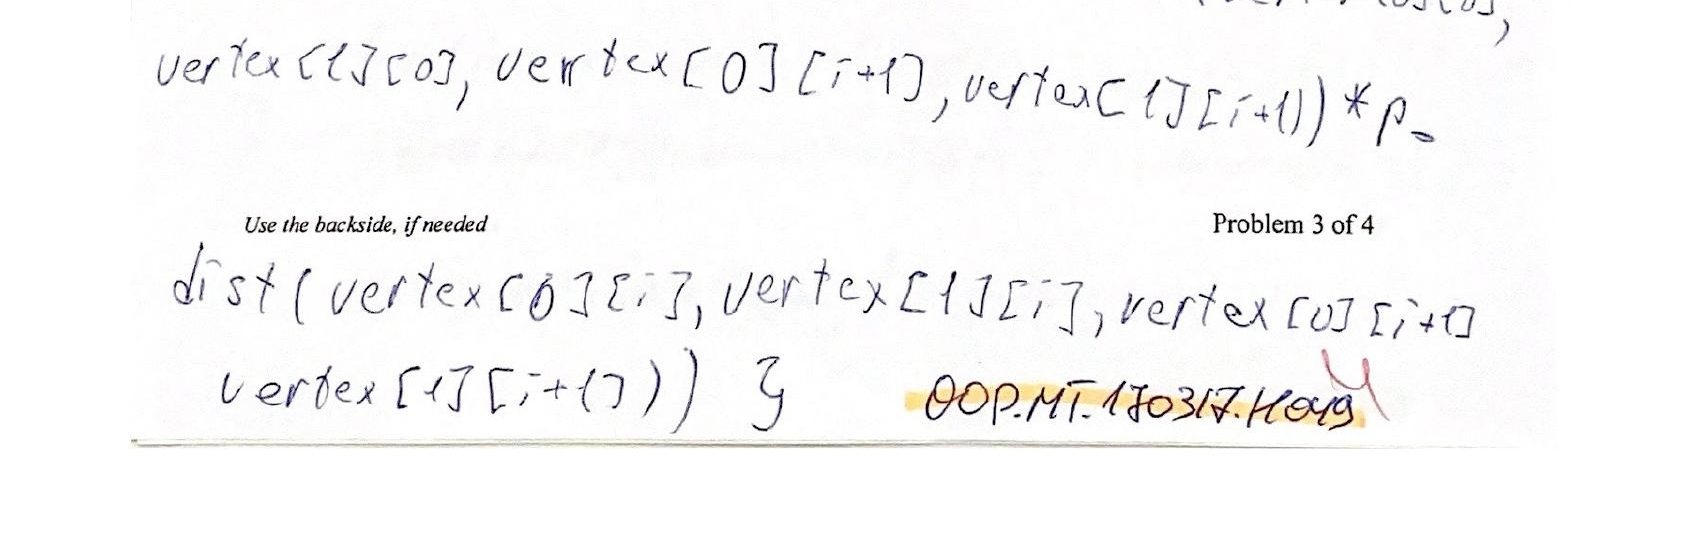 vertex[1][0], vertex[0][i+1], vertex[1][i+1)) * p-
Use the backside, if needed
Problem 3 of 4
dist(vertex[0][i], vertex[1][i], vertex[0][i+1]
vertex[1][i+1])) }
OOP.MT.170317.H049